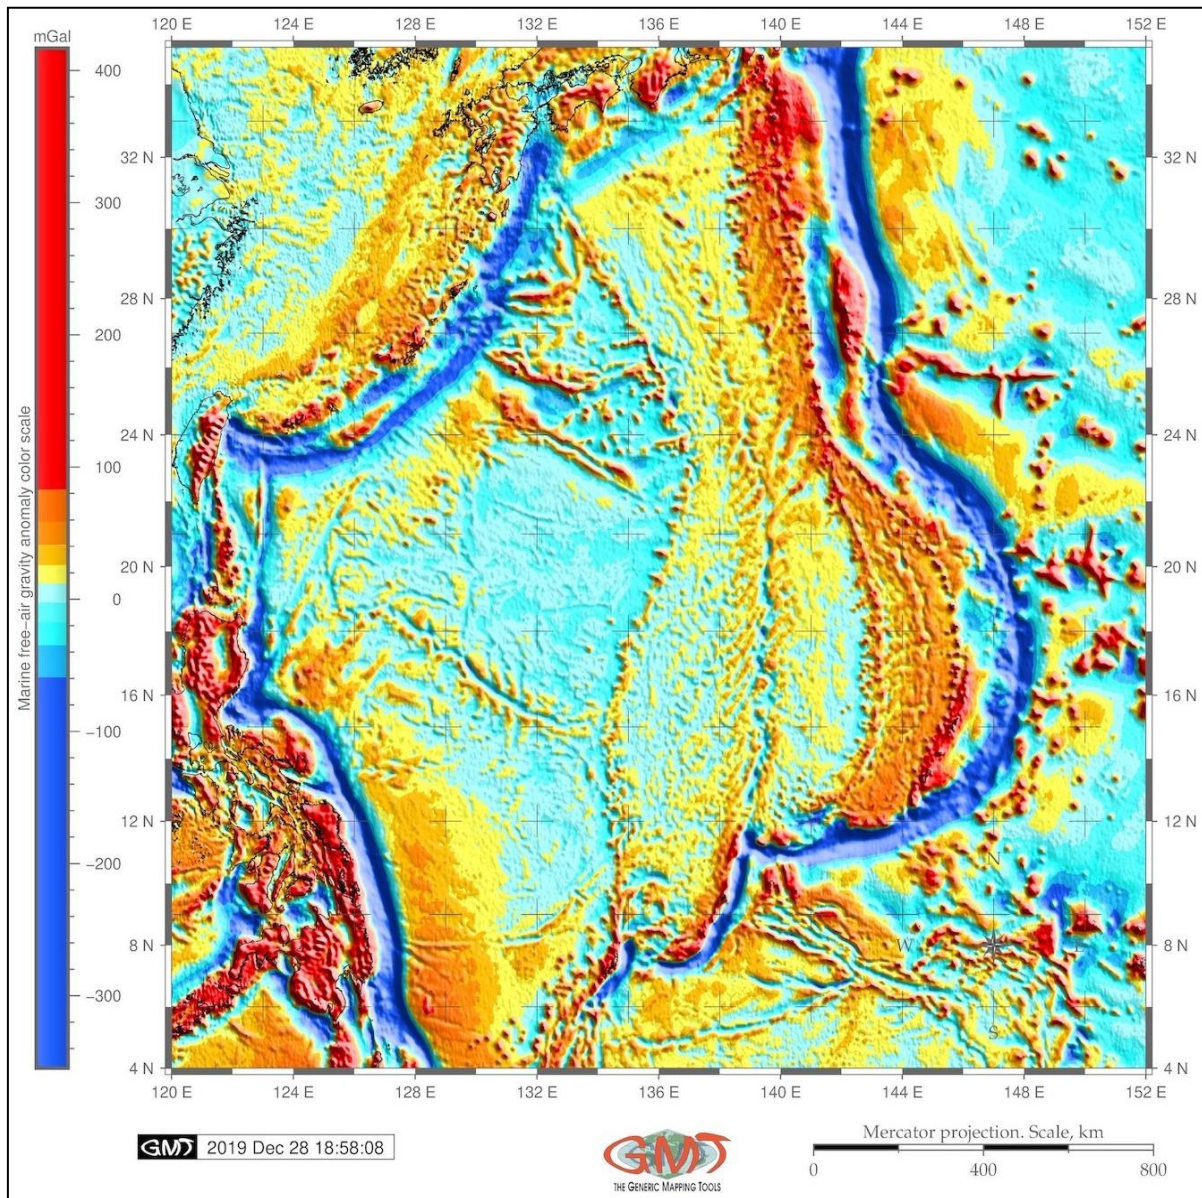 120 E 124 E 128 E 132 E 136 E 140 E 144 E 148 E 152 E
mGal
400
300
200
100
0
−100
−200
−300
Marine free−air gravity anomaly color scale
32 N 32 N
28 N 28 N
24 N 24 N
20 N 20 N
16 N 16 N
12 N 12 N
N
8 N W 8 N
S
4 N 4 N
120 E 124 E 128 E 132 E 136 E 140 E 144 E 148 E 152 E
GMT 2019 Dec 28 18:58:08
GMT
THE GENERIC MAPPING TOOLS
Mercator projection. Scale, km
0 400 800